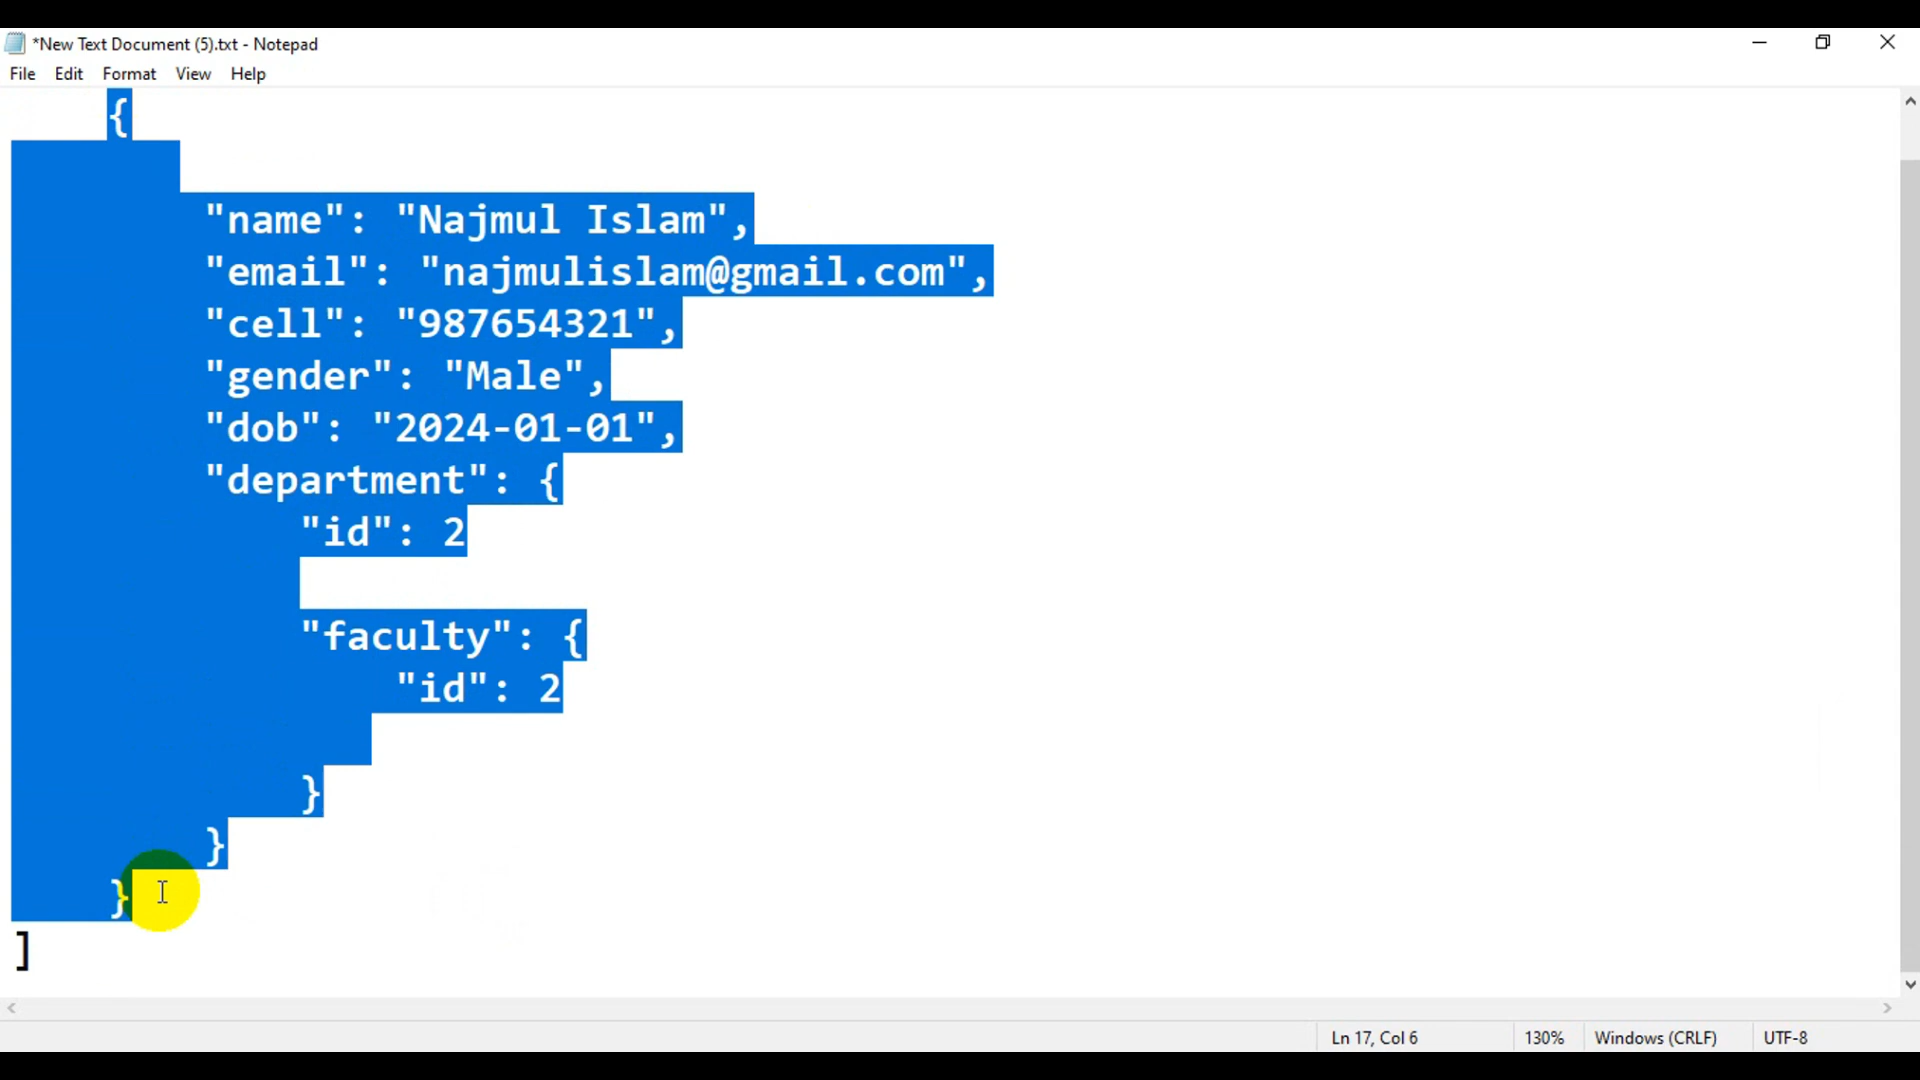 *New Text Document (5).txt - Notepad
File Edit Format View Help
{
"name": "Najmul Islam",
"email": "najmulislam@gmail.com",
"cell": "987654321",
"gender": "Male",
"dob": "2024-01-01",
"department": {
"id": 2
"faculty": {
"id": 2
}
}
}
]
Ln 17, Col 6 130% Windows (CRLF) UTF-8